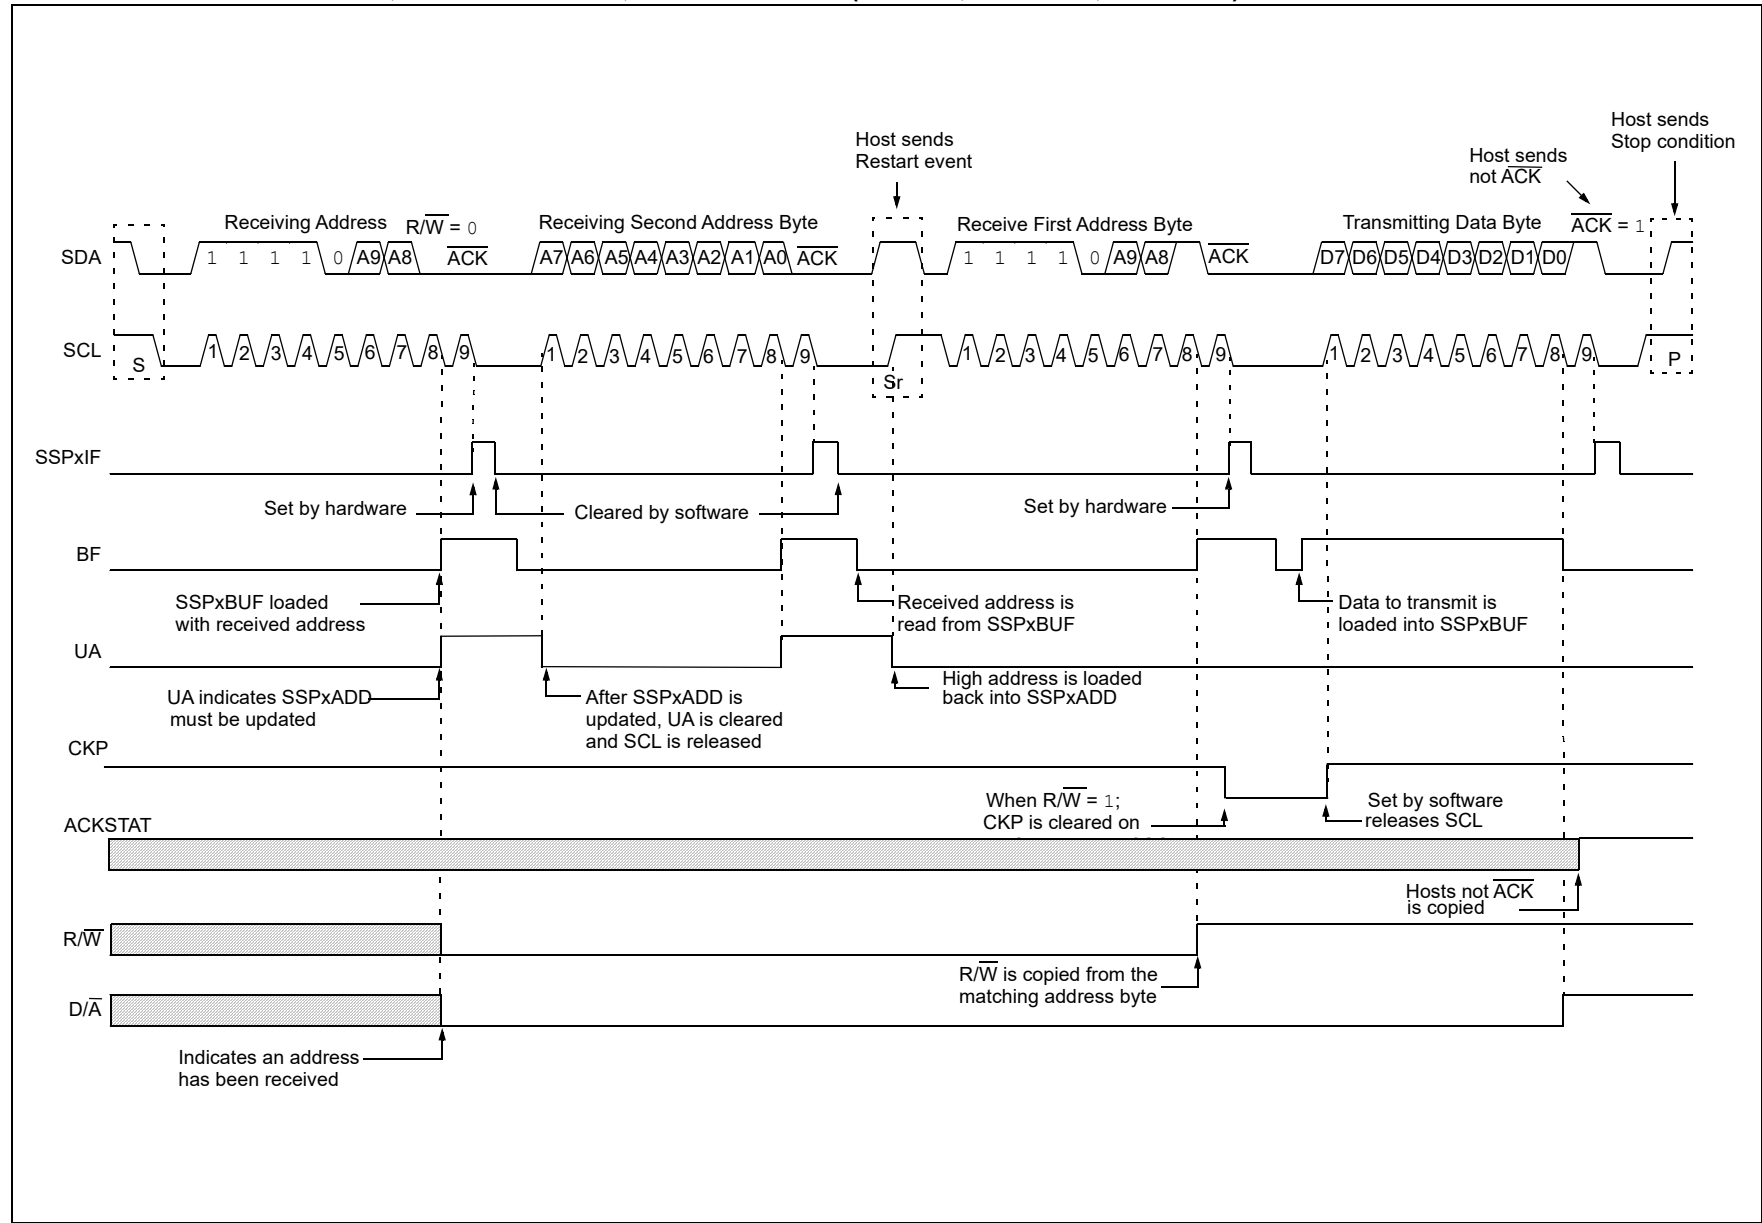 Host sends
Restart event
Host sends
not ACK
Host sends
Stop condition
Receiving Address
R/W = 0
Receiving Second Address Byte
Receive First Address Byte
Transmitting Data Byte
ACK = 1
SDA
1 1 1 1 0 A9 A8 ACK
A7 A6 A5 A4 A3 A2 A1 A0 ACK
1 1 1 1 0 A9 A8 ACK
D7 D6 D5 D4 D3 D2 D1 D0
SCL
S
1 2 3 4 5 6 7 8 9
1 2 3 4 5 6 7 8 9
Sr
1 2 3 4 5 6 7 8 9
1 2 3 4 5 6 7 8 9
P
SSPxIF
Set by hardware
Cleared by software
Set by hardware
BF
SSPxBUF loaded
with received address
Received address is
read from SSPxBUF
Data to transmit is
loaded into SSPxBUF
UA
UA indicates SSPxADD
must be updated
After SSPxADD is
updated, UA is cleared
and SCL is released
High address is loaded
back into SSPxADD
CKP
When R/W = 1;
CKP is cleared on
Set by software
releases SCL
ACKSTAT
Hosts not ACK
is copied
R/W
R/W is copied from the
matching address byte
D/A
Indicates an address
has been received